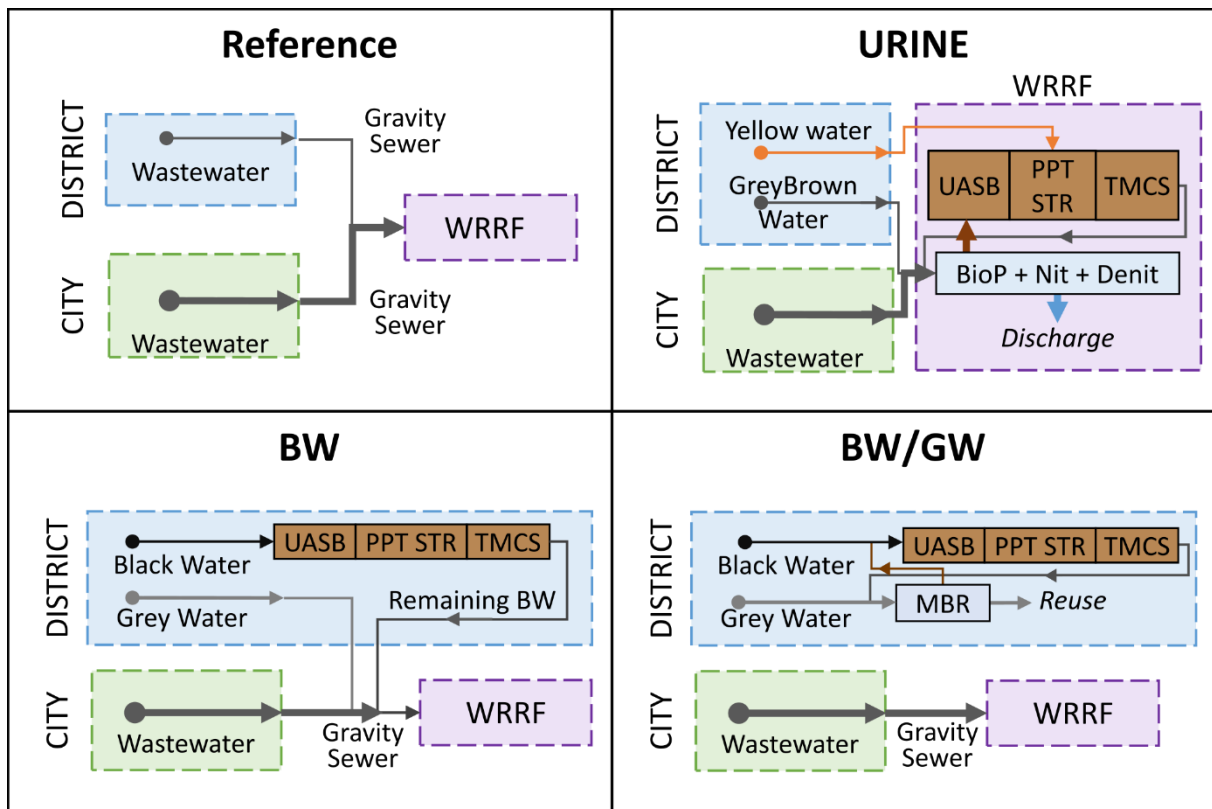 Reference
DISTRICT
Wastewater
Gravity
Sewer
WRRF
CITY
Wastewater
Gravity
Sewer
URINE
WRRF
DISTRICT
Yellow water
GreyBrown
Water
UASB
PPT
STR
TMCS
BioP + Nit + Denit
Discharge
CITY
Wastewater
BW
DISTRICT
Black Water
UASB
PPT STR
TMCS
Grey Water
Remaining BW
CITY
Wastewater
Gravity
Sewer
WRRF
BW/GW
DISTRICT
Black Water
UASB
PPT STR
TMCS
Grey Water
MBR
Reuse
CITY
Wastewater
Gravity
Sewer
WRRF